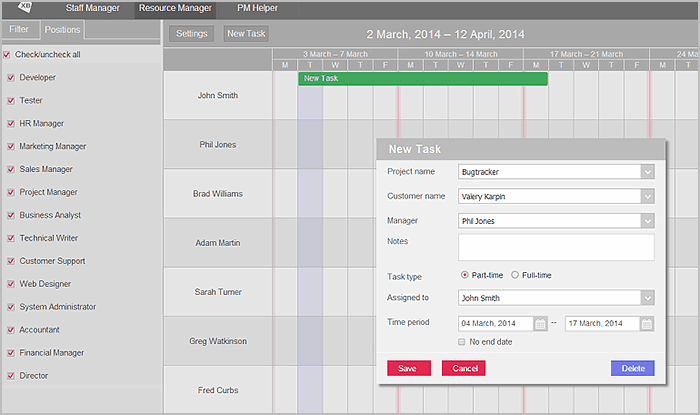 XB Staff Manager Resource Manager PM Helper
Filter Positions
Settings New Task 2 March, 2014 – 12 April, 2014
Check/uncheck all
Developer
Tester
HR Manager
Marketing Manager
Sales Manager
Project Manager
Business Analyst
Technical Writer
Customer Support
Web Designer
System Administrator
Accountant
Financial Manager
Director
3 March – 7 March 10 March – 14 March 17 March – 21 March 24 Ma
M T W T F M T W T F M T W T F M T
New Task
John Smith
Phil Jones
Brad Williams
Adam Martin
Sarah Turner
Greg Watkinson
Fred Curbs
New Task
Project name Bugtracker
Customer name Valery Karpin
Manager Phil Jones
Notes
Task type Part-time Full-time
Assigned to John Smith
Time period 04 March, 2014 -- 17 March, 2014
No end date
Save Cancel Delete